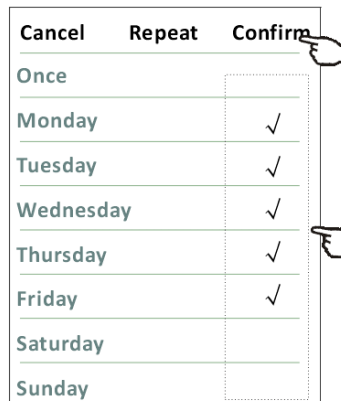 Cancel Repeat Confirm
Once
Monday √
Tuesday √
Wednesday √
Thursday √
Friday √
Saturday
Sunday